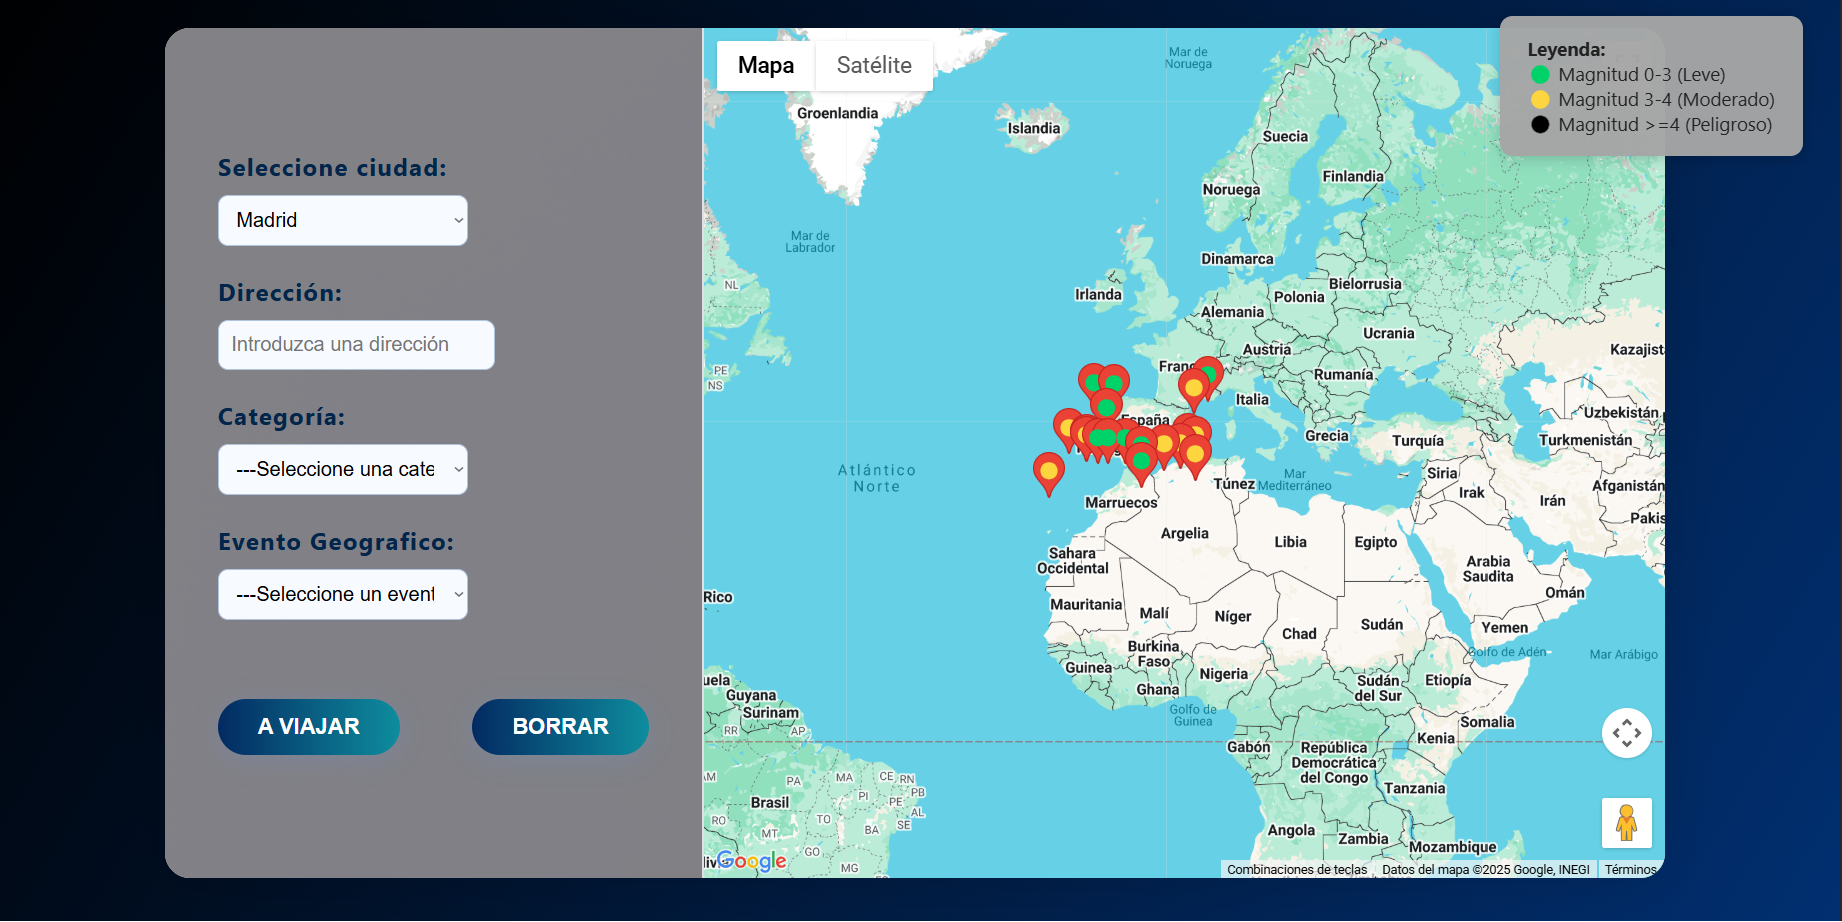 Seleccione ciudad:
Madrid
Dirección:
Introduzca una dirección
Categoría:
---Seleccione una cate
Evento Geografico:
---Seleccione un event
A VIAJAR
BORRAR
Mapa
Satélite
Leyenda:
Magnitud 0-3 (Leve)
Magnitud 3-4 (Moderado)
Magnitud >=4 (Peligroso)
Mar de
Noruega
Groenlandia
Islandia
Suecia
Finlandia
Noruega
Mar de
Labrador
Dinamarca
NL
Irlanda
Bielorrusia
Polonia
Alemania
Ucrania
Austria
Kazajist
PE
NS
Franc
Rumanía
Italia
España
Uzbekistán
Grecia
Turquía
Turkmenistán
Atlántico
Norte
Túnez
Mar
Mediterráneo
Siria
Irak
Irán
Afganistán
Marruecos
Pakis
Argelia
Libia
Egipto
Sahara
Occidental
Arabia
Saudita
Omán
Rico
Mauritania
Malí
Níger
Chad
Sudán
Yemen
Burkina
Faso
Golfo de Adén
Mar Arábigo
Guinea
Nigeria
Ghana
Sudán
del Sur
Etiopía
uela
Guyana
Surinam
Golfo de
Guinea
RR
AP
Somalia
Gabón
República
Democrática
del Congo
Kenia
AM
PA
MA
CE
RN
PB
PI
PE
AL
SE
Tanzania
Brasil
RO
TO
MT
BA
Angola
Zambia
Mozambique
GO
MG
liv
Google
Combinaciones de teclas
Datos del mapa ©2025 Google, INEGI
Términos